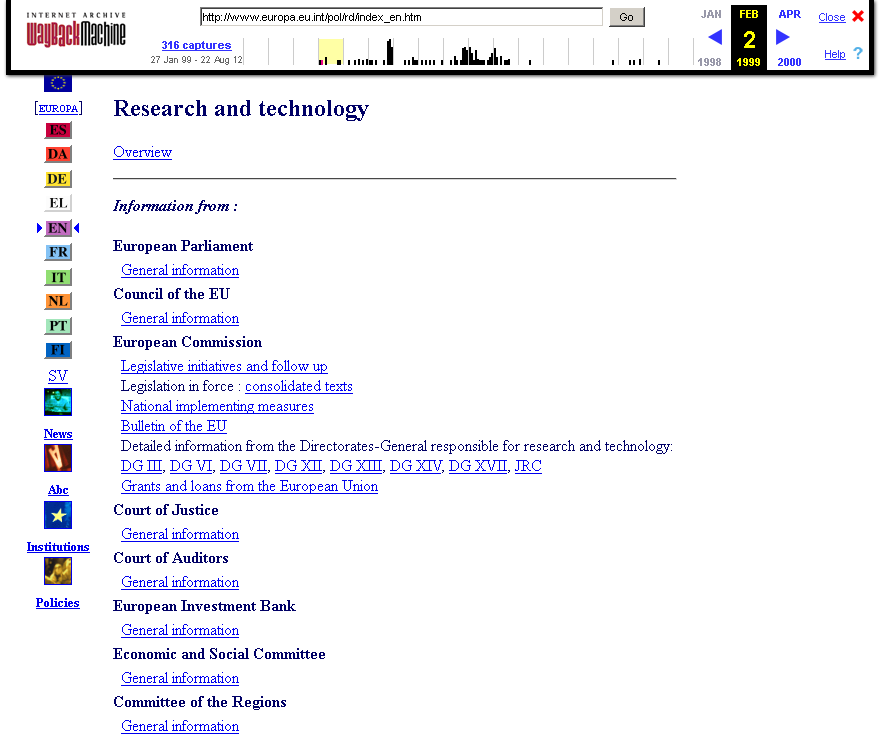 INTERNET ARCHIVE
WayBackMachine
http://www.europa.eu.int/pol/rd/index_en.htm
Go
316 captures
27 Jan 99 - 22 Aug 12
JAN FEB APR
2
1998 1999 2000
Close
Help ?
[EUROPA]
ES
DA
DE
EL
EN
FR
IT
NL
PT
FI
SV
News
Abc
Institutions
Policies
Research and technology
Overview
Information from :
European Parliament
General information
Council of the EU
General information
European Commission
Legislative initiatives and follow up
Legislation in force : consolidated texts
National implementing measures
Bulletin of the EU
Detailed information from the Directorates-General responsible for research and technology:
DG III, DG VI, DG VII, DG XII, DG XIII, DG XIV, DG XVII, JRC
Grants and loans from the European Union
Court of Justice
General information
Court of Auditors
General information
European Investment Bank
General information
Economic and Social Committee
General information
Committee of the Regions
General information